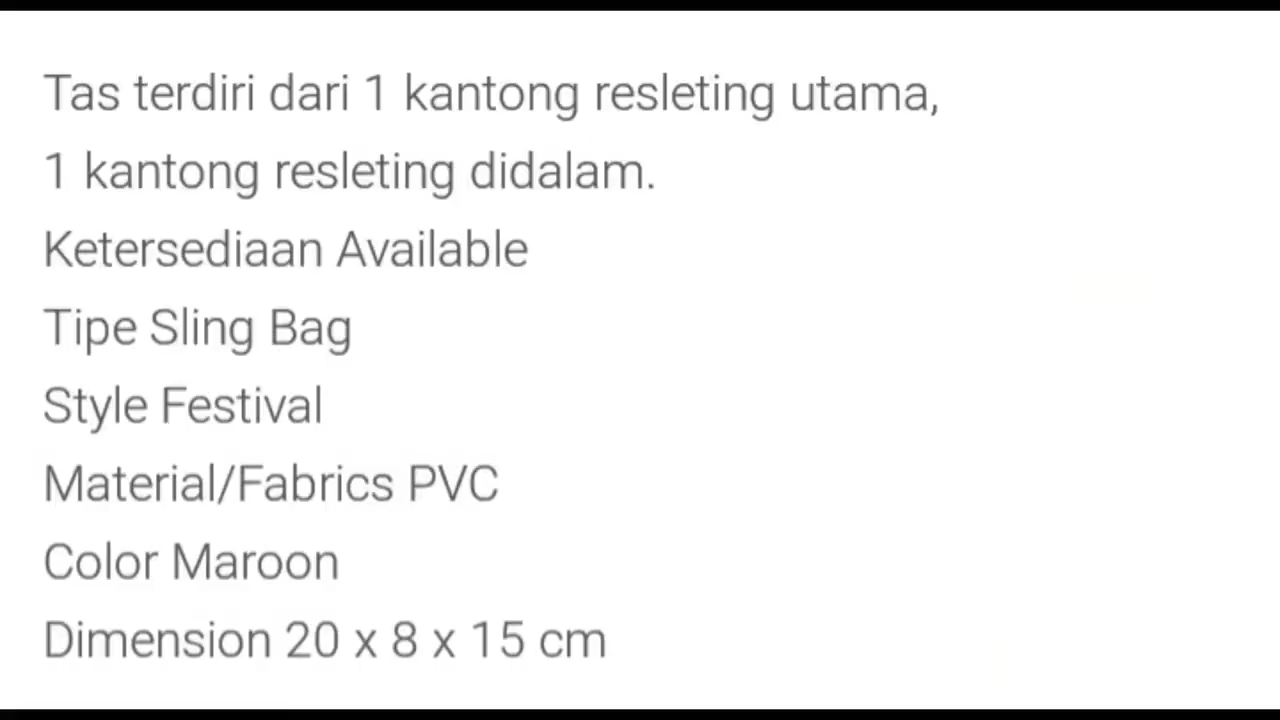 Tas terdiri dari 1 kantong resleting utama,
1 kantong resleting didalam.
Ketersediaan Available
Tipe Sling Bag
Style Festival
Material/Fabrics PVC
Color Maroon
Dimension 20 x 8 x 15 cm